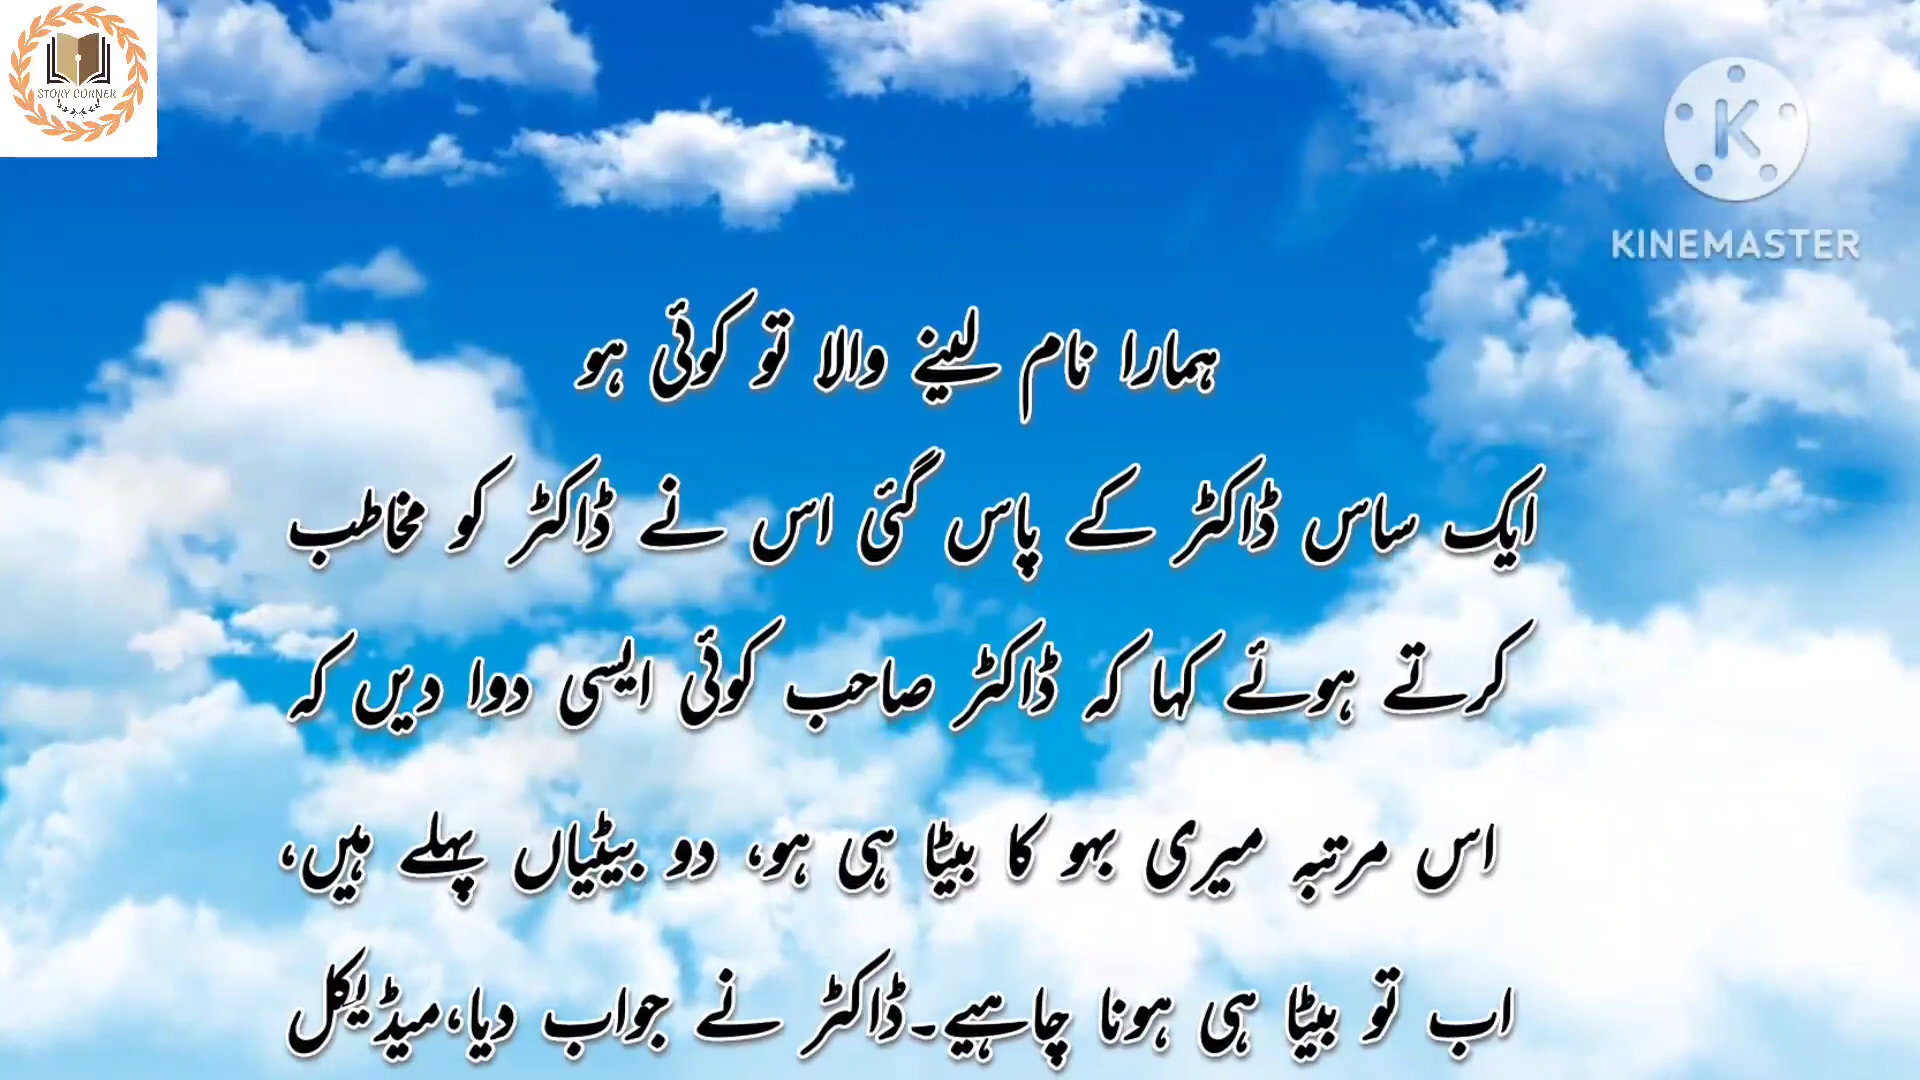 STORY CORNER
KINEMASTER
ہمارا نام لینے والا تو کوئی ہو
ایک ساس ڈاکٹر کے پاس گئی اس نے ڈاکٹر کو مخاطب
کرتے ہوئے کہا کہ ڈاکٹر صاحب کوئی ایسی دوا دیں کہ
اس مرتبہ میری بہو کا بیٹا ہی ہو، دو بیٹیاں پہلے ہیں،
اب تو بیٹا ہی ہونا چاہیے۔ڈاکٹر نے جواب دیا،میڈیکل